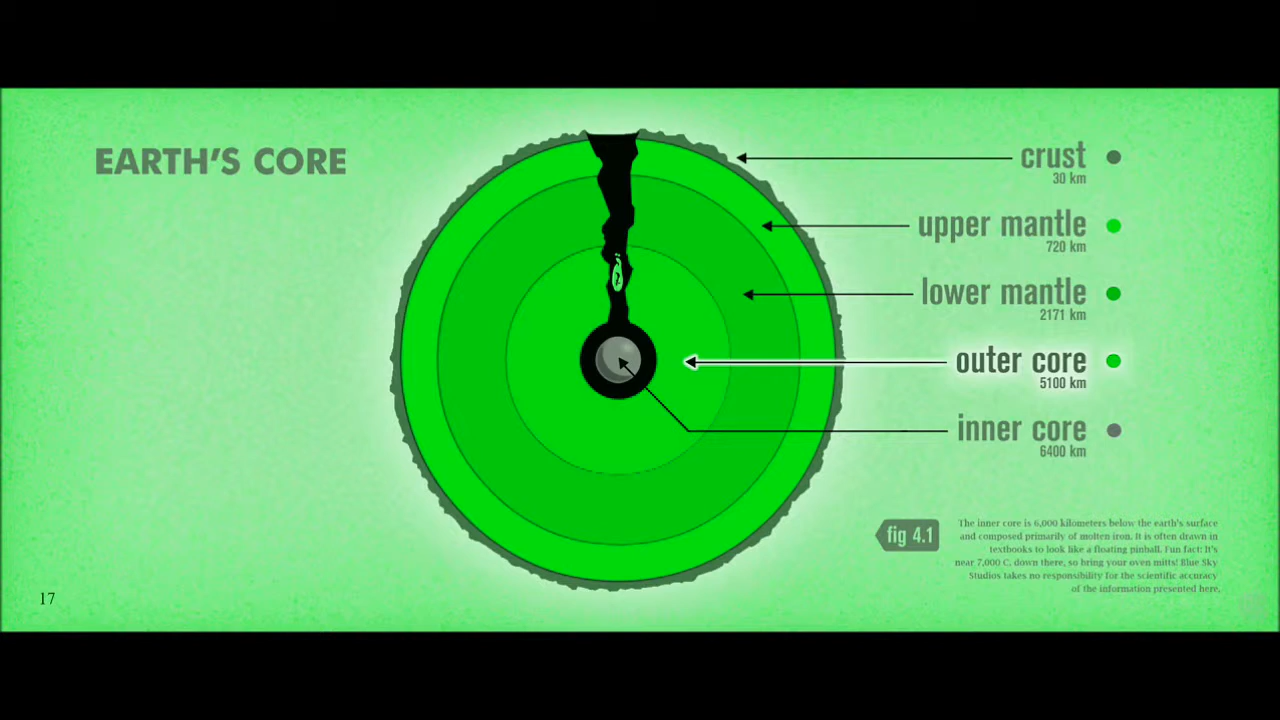 EARTH'S CORE
crust
30 km
upper mantle
720 km
lower mantle
2171 km
outer core
5100 km
inner core
6400 km
fig 4.1
The inner core is 6,000 kilometers below the earth's surface
and composed primarily of molten iron. It is often drawn in
textbooks to look like a floating pinball. Fun fact: It's
near 7,000 C, down there, so bring your oven mitts! Blue Sky
Studios takes no responsibility for the scientific accuracy
of the information presented here.
17